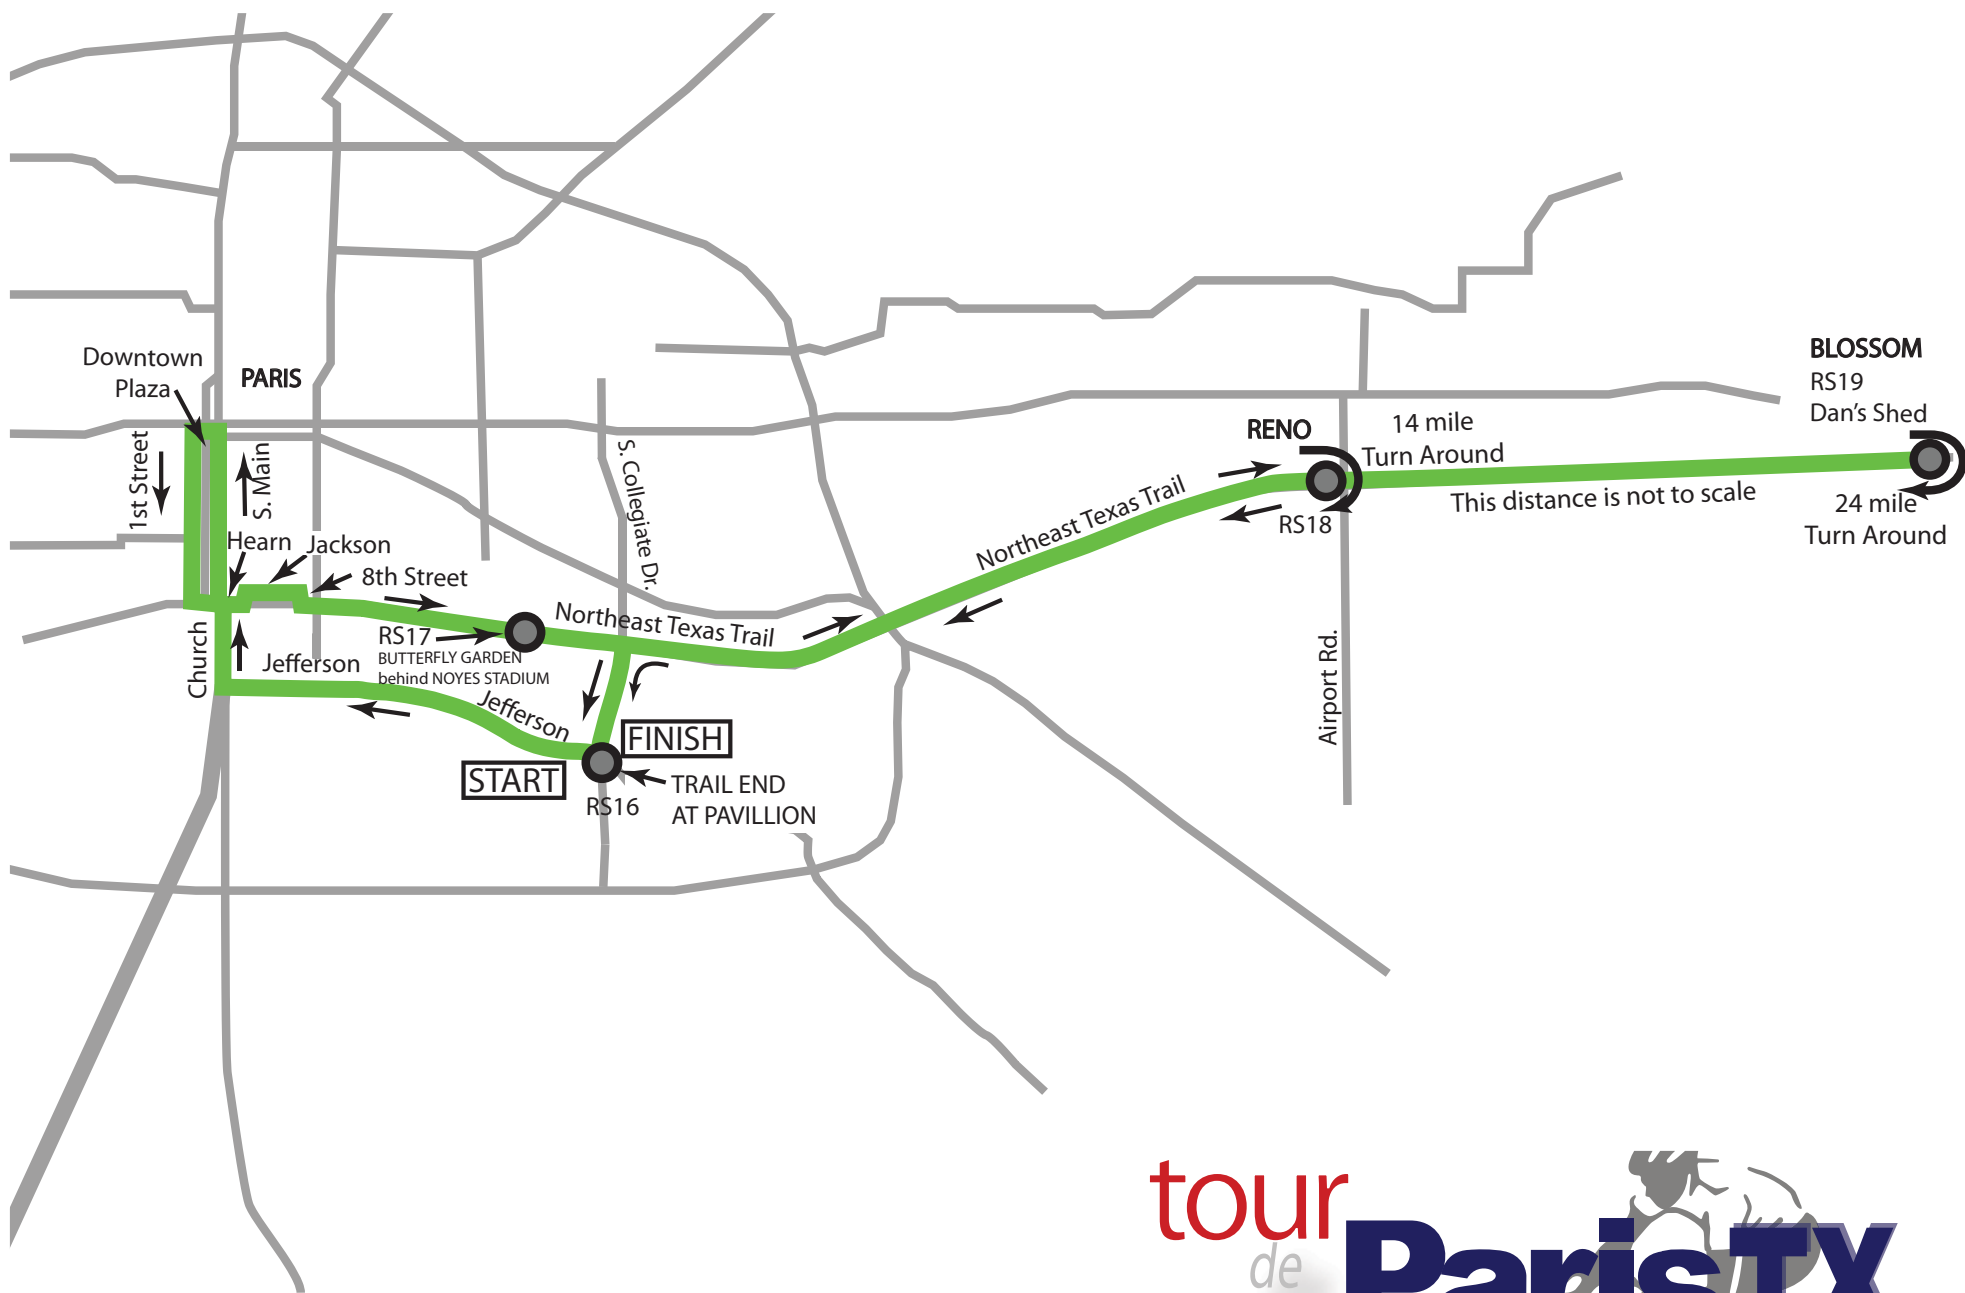 Downtown
Plaza
PARIS
1st Street
S. Main
Hearn
Jackson
8th Street
S. Collegiate Dr.
Northeast Texas Trail
RS17
BUTTERFLY GARDEN
behind NOYES STADIUM
Church
Jefferson
Jefferson
START
FINISH
RS16
TRAIL END
AT PAVILLION
Northeast Texas Trail
RENO
14 mile
Turn Around
RS18
This distance is not to scale
Airport Rd.
BLOSSOM
RS19
Dan's Shed
24 mile
Turn Around
tour
de
Paris TX